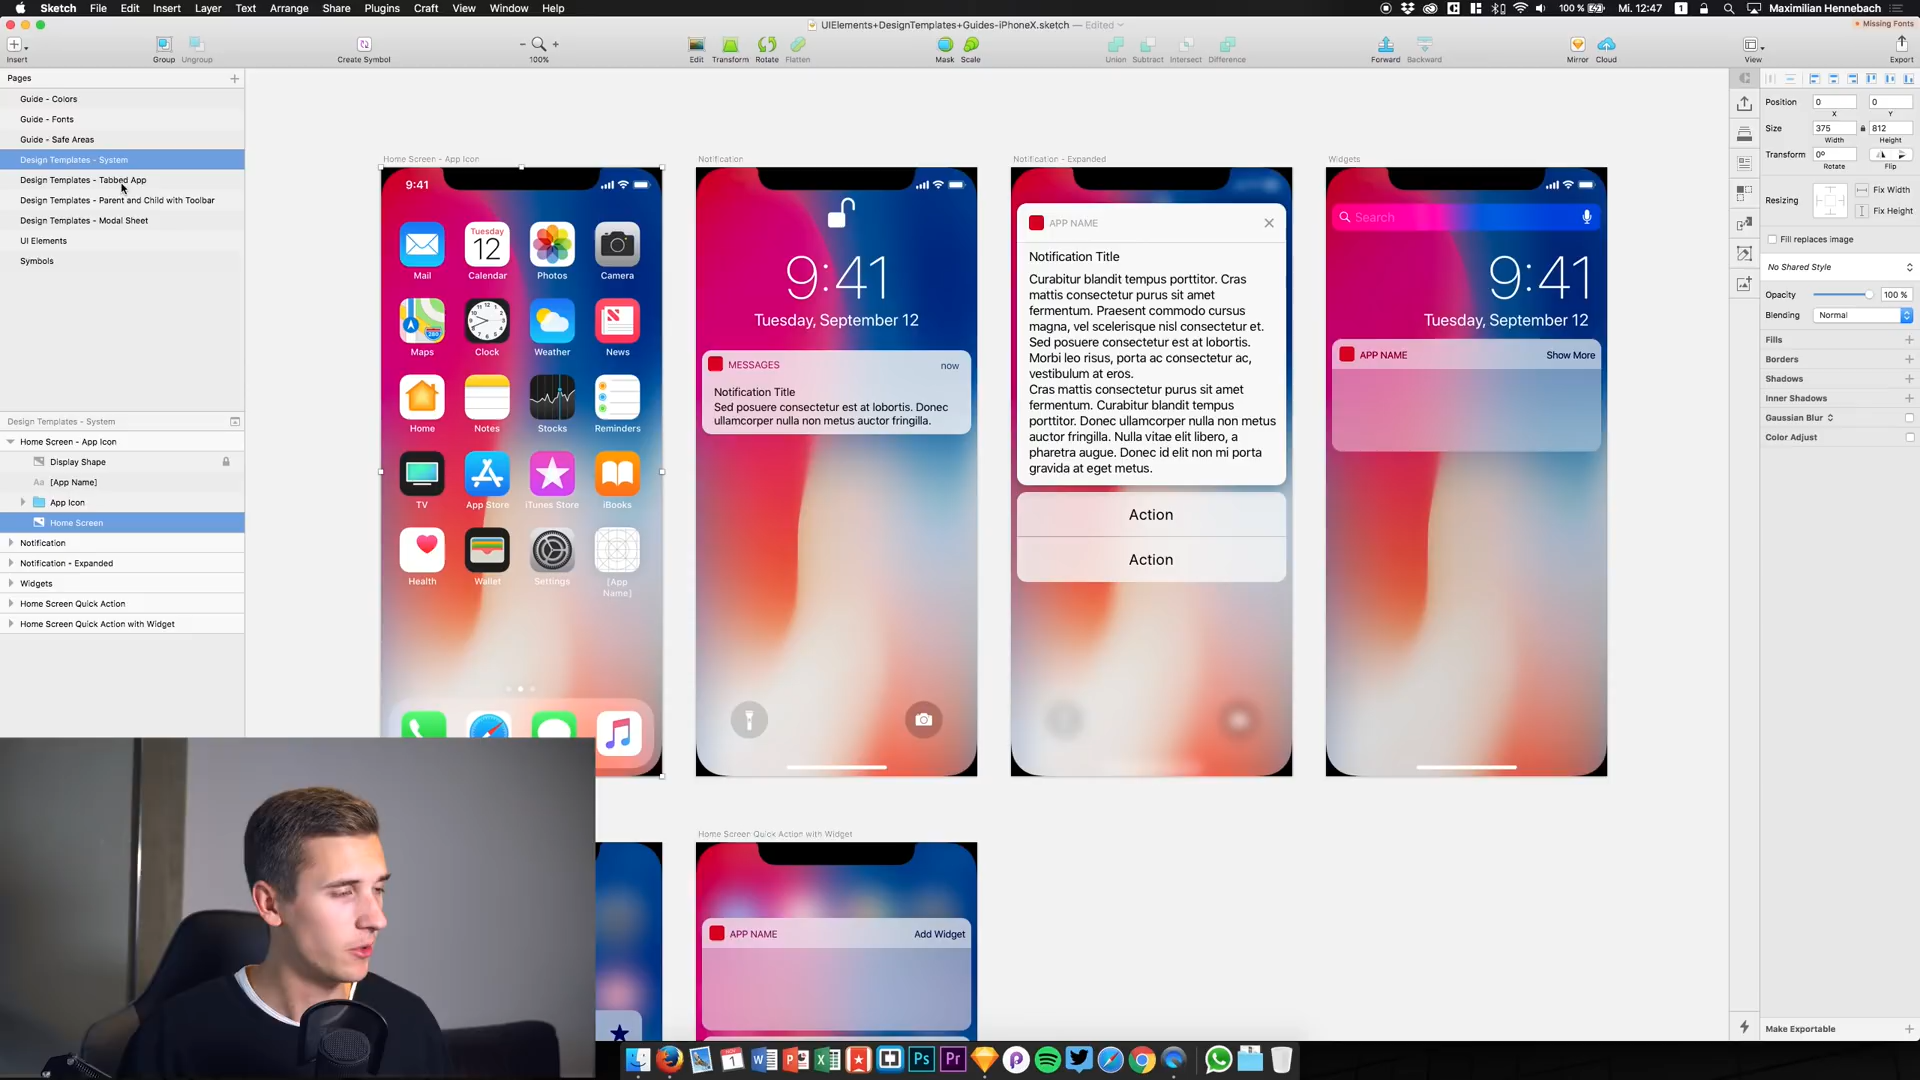 Sketch File Edit Insert Layer Text Arrange Share Plugins Craft View Window Help
100 % Mi. 12:47 1 Maximilian Hennebach
UIElements+DesignTemplates+Guides-iPhoneX.sketch — Edited
Missing Fonts
Insert
Group
Ungroup
Create Symbol
100%
Edit
Transform
Rotate
Flatten
Mask
Scale
Union
Subtract
Intersect
Difference
Forward
Backward
Mirror
Cloud
View
Export
Pages
Guide - Colors
Guide - Fonts
Guide - Safe Areas
Design Templates - System
Design Templates - Tabbed App
Design Templates - Parent and Child with Toolbar
Design Templates - Modal Sheet
UI Elements
Symbols
Design Templates - System
Home Screen - App Icon
Display Shape
Aa [App Name]
App Icon
Home Screen
Notification
Notification - Expanded
Widgets
Home Screen Quick Action
Home Screen Quick Action with Widget
Home Screen - App Icon
9:41
Tuesday
12
Mail
Calendar
Photos
Camera
280
Maps
Clock
Weather
News
Home
Notes
Stocks
Reminders
TV
App Store
iTunes Store
iBooks
Health
Wallet
Settings
[App
Name]
Notification
9:41
Tuesday, September 12
MESSAGES
now
Notification Title
Sed posuere consectetur est at lobortis. Donec
ullamcorper nulla non metus auctor fringilla.
Notification - Expanded
APP NAME
Notification Title
Curabitur blandit tempus porttitor. Cras
mattis consectetur purus sit amet
fermentum. Praesent commodo cursus
magna, vel scelerisque nisl consectetur et.
Sed posuere consectetur est at lobortis.
Morbi leo risus, porta ac consectetur ac,
vestibulum at eros.
Cras mattis consectetur purus sit amet
fermentum. Curabitur blandit tempus
porttitor. Donec ullamcorper nulla non metus
auctor fringilla. Nulla vitae elit libero, a
pharetra augue. Donec id elit non mi porta
gravida at eget metus.
Action
Action
Widgets
Search
9:41
Tuesday, September 12
APP NAME
Show More
Home Screen Quick Action with Widget
APP NAME
Add Widget
Position
0
0
X
Y
Size
375
812
Width
Height
Transform
0°
Rotate
Flip
Resizing
Fix Width
Fix Height
Fill replaces image
No Shared Style
Opacity
100 %
Blending
Normal
Fills
Borders
Shadows
Inner Shadows
Gaussian Blur
Color Adjust
Make Exportable
NOV
1
Ps
Pr